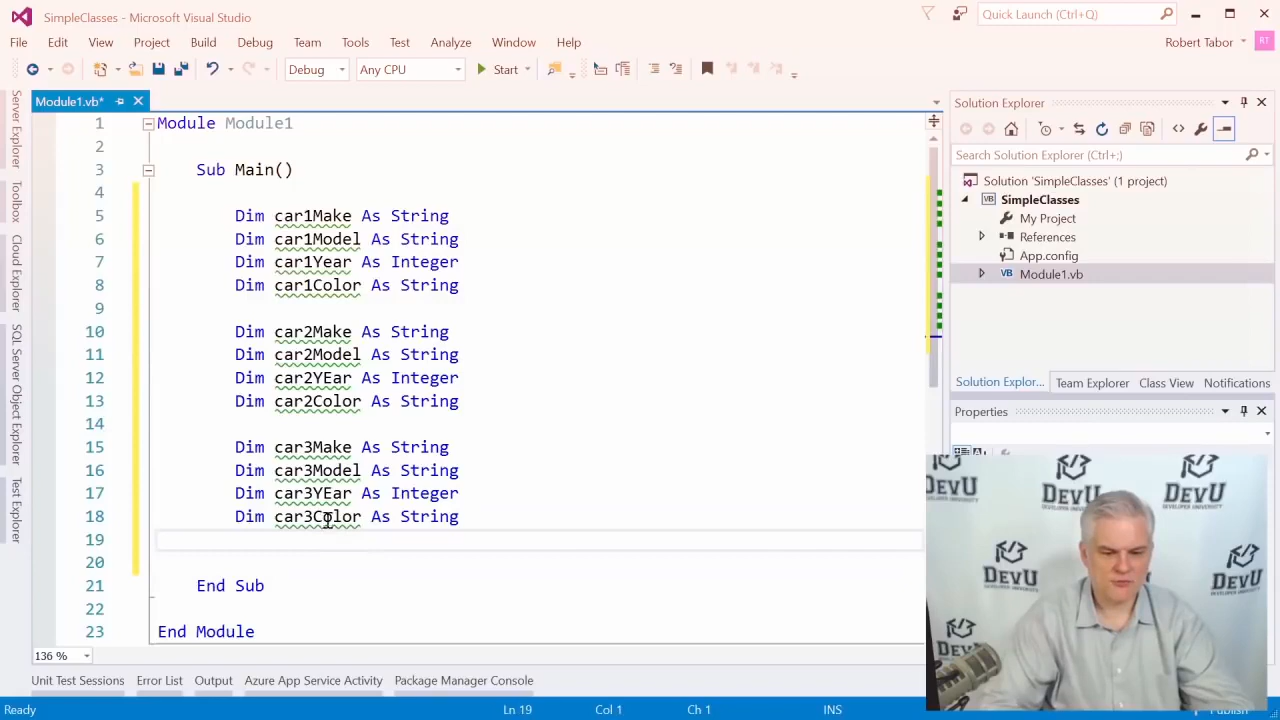 SimpleClasses - Microsoft Visual Studio
Quick Launch (Ctrl+Q)
File Edit View Project Build Debug Team Tools Test Analyze Window Help
Robert Tabor RT
Debug Any CPU Start
Server Explorer
Toolbox
Cloud Explorer
SQL Server Object Explorer
Test Explorer
Module1.vb*
1 Module Module1
2
3 Sub Main()
4
5 Dim car1Make As String
6 Dim car1Model As String
7 Dim car1Year As Integer
8 Dim car1Color As String
9
10 Dim car2Make As String
11 Dim car2Model As String
12 Dim car2YEar As Integer
13 Dim car2Color As String
14
15 Dim car3Make As String
16 Dim car3Model As String
17 Dim car3YEar As Integer
18 Dim car3Color As String
19
20
21 End Sub
22
23 End Module
136 %
Solution Explorer
Search Solution Explorer (Ctrl+;)
Solution 'SimpleClasses' (1 project)
VB SimpleClasses
My Project
References
App.config
VB Module1.vb
Solution Explor... Team Explorer Class View Notifications
Properties
DEVU
DEVELOPER UNIVERSITY
DEVU
DEVU
DEVU
DEVU
Unit Test Sessions Error List Output Azure App Service Activity Package Manager Console
Ready Ln 19 Col 1 Ch 1 INS Publish